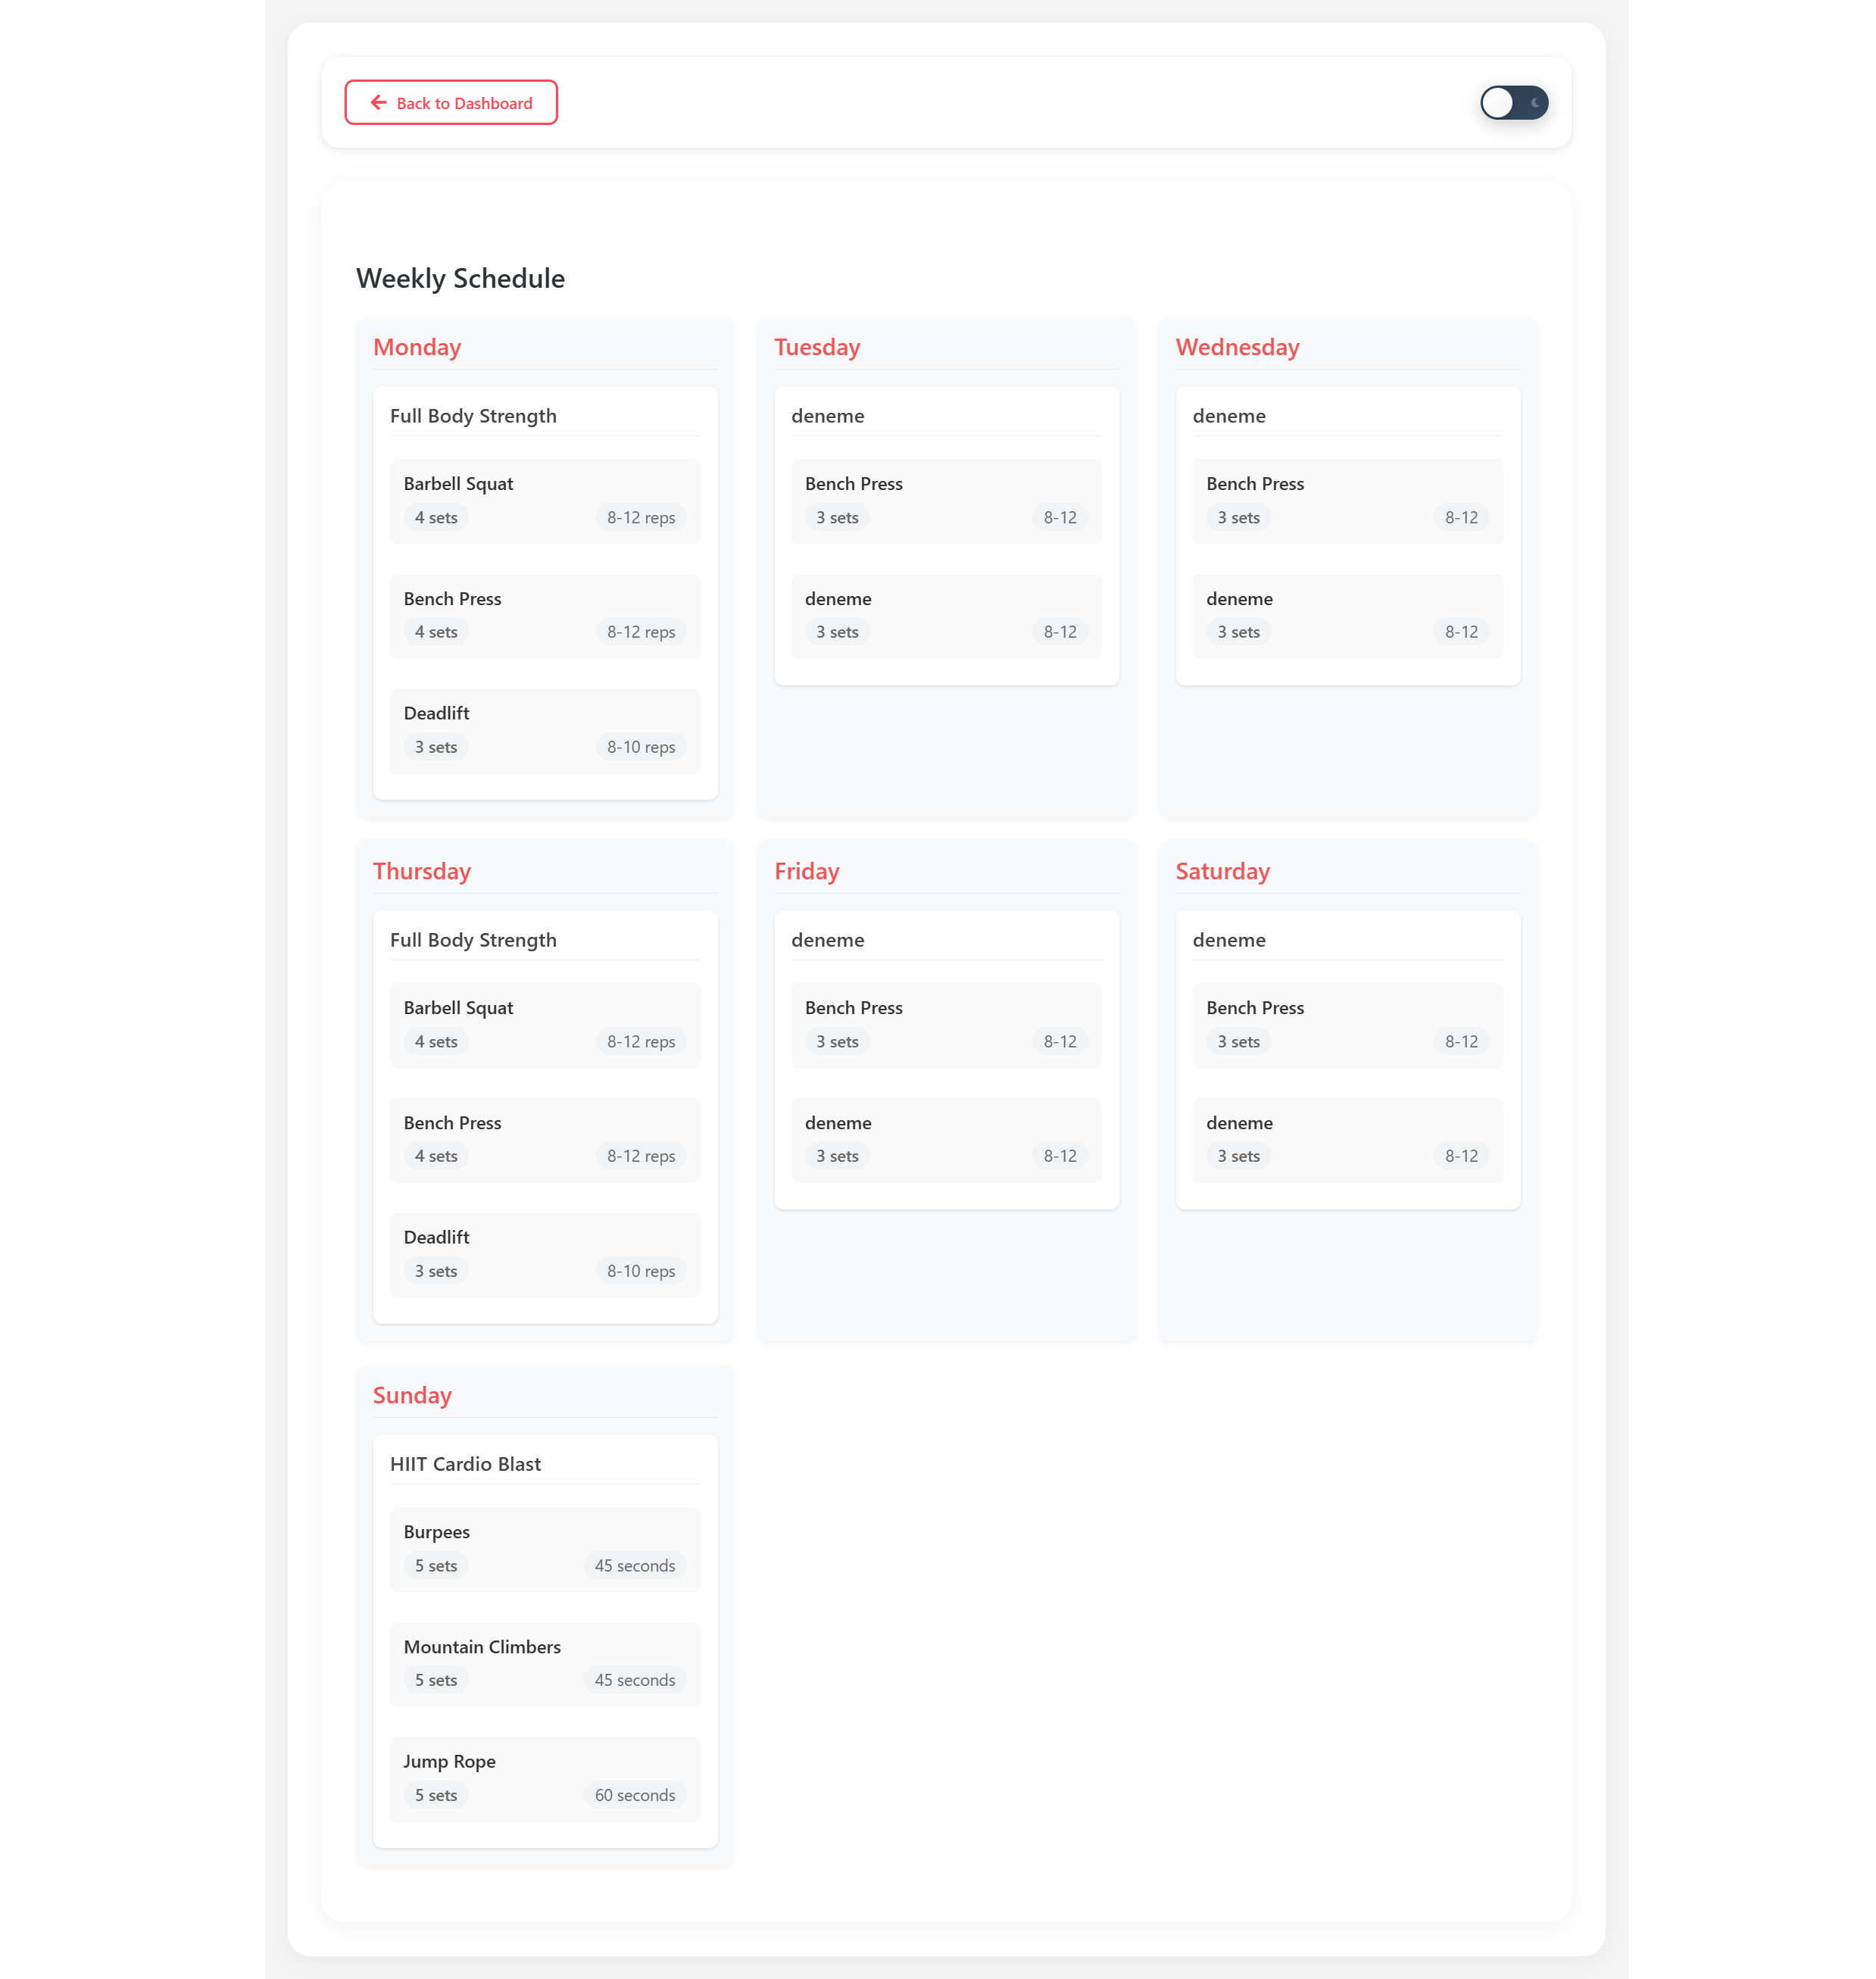 Back to Dashboard
Weekly Schedule
Monday
Full Body Strength
Barbell Squat
4 sets 8-12 reps
Bench Press
4 sets 8-12 reps
Deadlift
3 sets 8-10 reps
Tuesday
deneme
Bench Press
3 sets 8-12
deneme
3 sets 8-12
Wednesday
deneme
Bench Press
3 sets 8-12
deneme
3 sets 8-12
Thursday
Full Body Strength
Barbell Squat
4 sets 8-12 reps
Bench Press
4 sets 8-12 reps
Deadlift
3 sets 8-10 reps
Friday
deneme
Bench Press
3 sets 8-12
deneme
3 sets 8-12
Saturday
deneme
Bench Press
3 sets 8-12
deneme
3 sets 8-12
Sunday
HIIT Cardio Blast
Burpees
5 sets 45 seconds
Mountain Climbers
5 sets 45 seconds
Jump Rope
5 sets 60 seconds